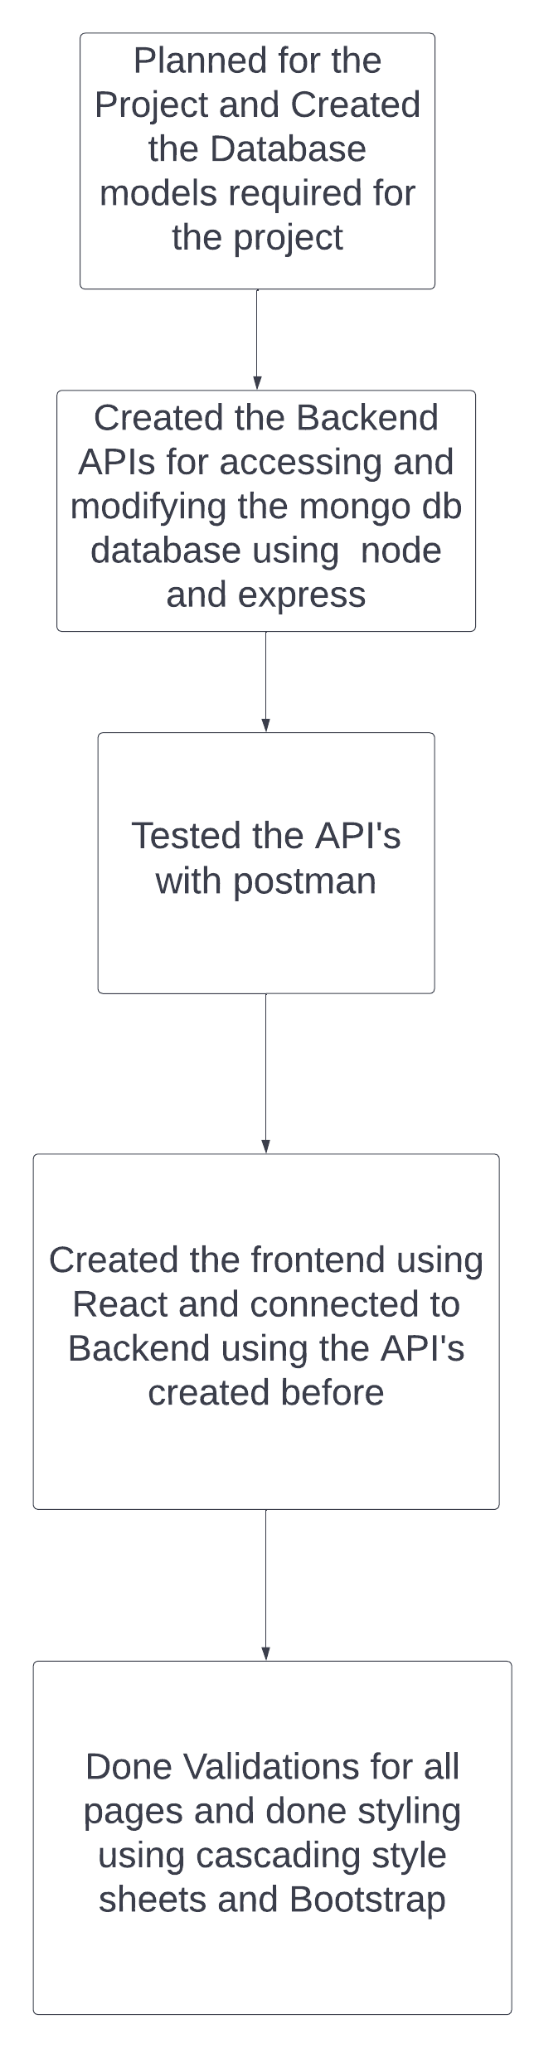 Planned for the
Project and Created
the Database
models required for
the project
Created the Backend
APIs for accessing and
modifying the mongo db
database using  node
and express
Tested the API's
with postman
Created the frontend using
React and connected to
Backend using the API's
created before
Done Validations for all
pages and done styling
using cascading style
sheets and Bootstrap